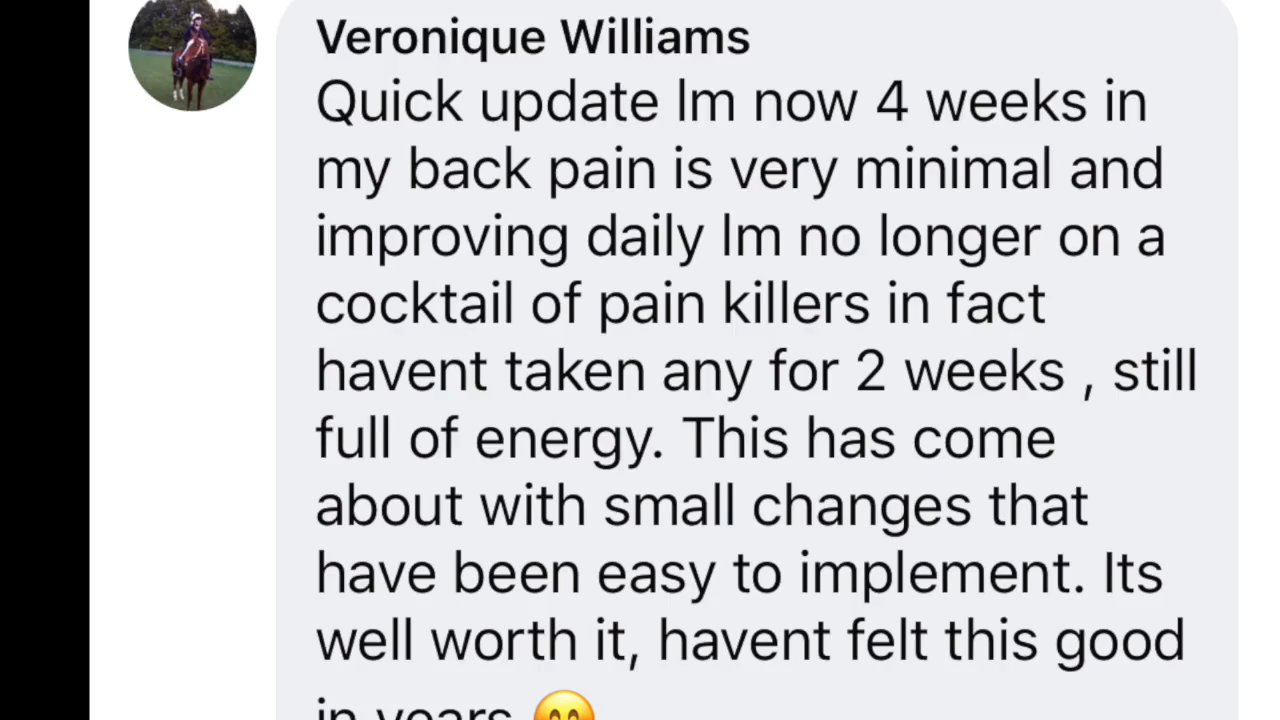 Veronique Williams
Quick update Im now 4 weeks in
my back pain is very minimal and
improving daily Im no longer on a
cocktail of pain killers in fact
havent taken any for 2 weeks , still
full of energy. This has come
about with small changes that
have been easy to implement. Its
well worth it, havent felt this good
in years 😊